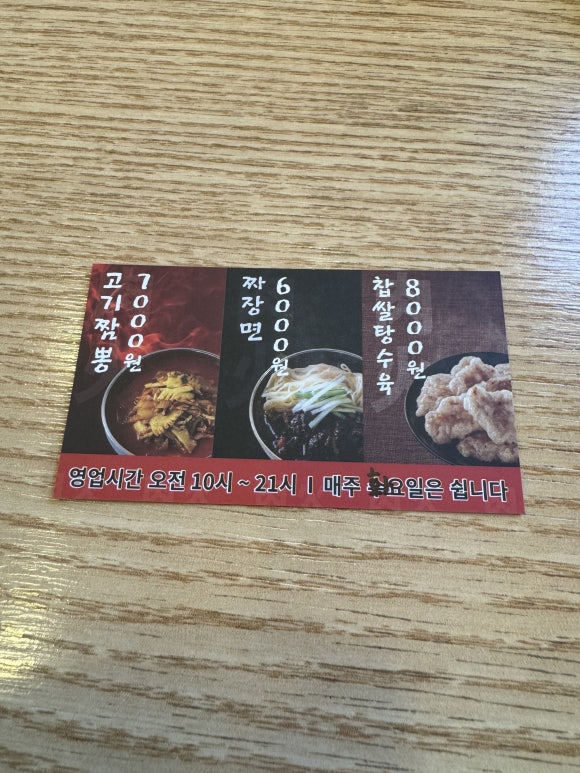 고기짬뽕
7000원
짜장면
6000원
찹쌀탕수육
8000원
영업시간 오전 10시 ~ 21시 I 매주 화요일은 쉽니다